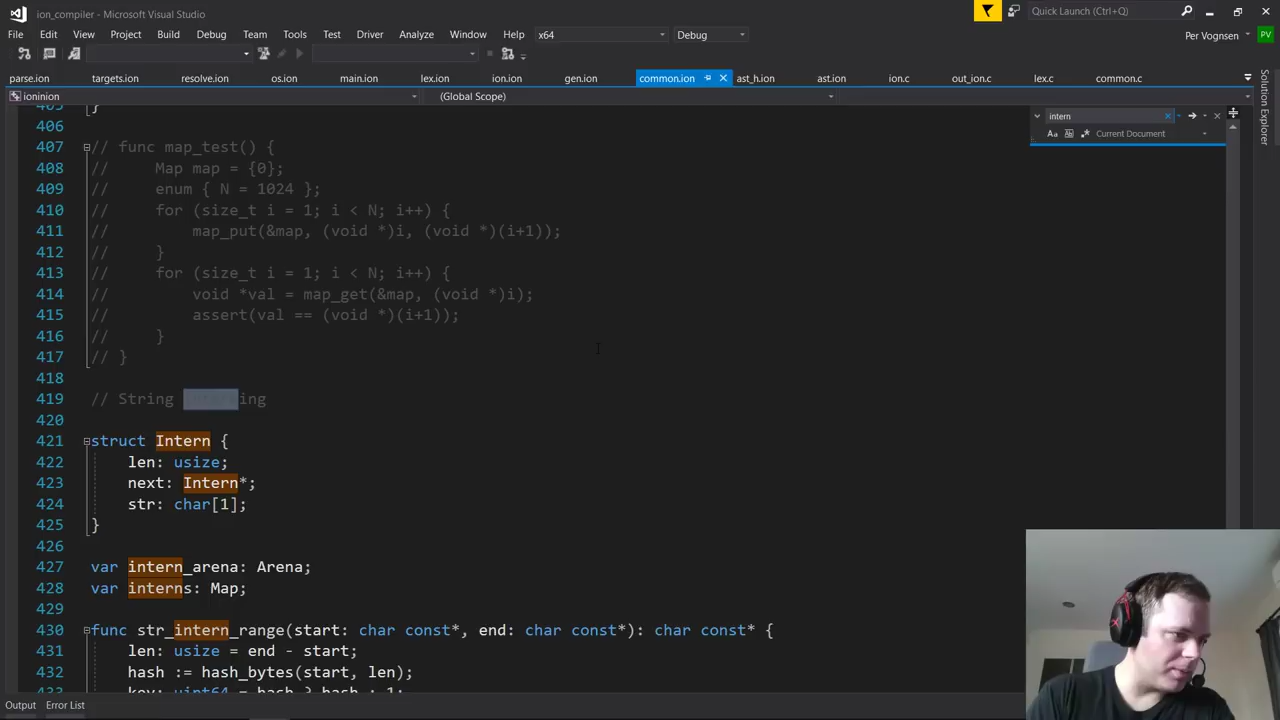 ion_compiler - Microsoft Visual Studio
Quick Launch (Ctrl+Q)
File Edit View Project Build Debug Team Tools Test Driver Analyze Window Help x64 Debug
Per Vognsen PV
parse.ion targets.ion resolve.ion os.ion main.ion lex.ion ion.ion gen.ion common.ion ast_h.ion ast.ion ion.c out_ion.c lex.c common.c
Solution Explorer
ioninion (Global Scope)
intern
Aa Current Document
405 }
406
407 // func map_test() {
408 // Map map = {0};
409 // enum { N = 1024 };
410 // for (size_t i = 1; i < N; i++) {
411 // map_put(&map, (void *)i, (void *)(i+1));
412 // }
413 // for (size_t i = 1; i < N; i++) {
414 // void *val = map_get(&map, (void *)i);
415 // assert(val == (void *)(i+1));
416 // }
417 // }
418
419 // String interning
420
421 struct Intern {
422 len: usize;
423 next: Intern*;
424 str: char[1];
425 }
426
427 var intern_arena: Arena;
428 var interns: Map;
429
430 func str_intern_range(start: char const*, end: char const*): char const* {
431 len: usize = end - start;
432 hash := hash_bytes(start, len);
433 key: uint64 = hash ? hash : 1;
Output Error List